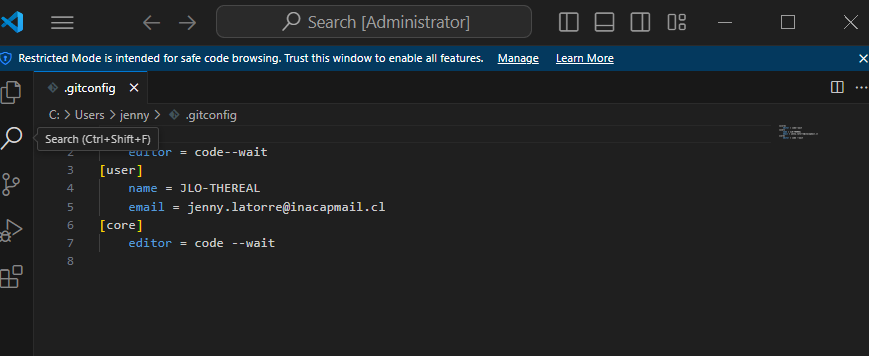 Search [Administrator]
Restricted Mode is intended for safe code browsing. Trust this window to enable all features. Manage Learn More
.gitconfig
C: > Users > jenny > .gitconfig
Search (Ctrl+Shift+F)
2 editor = code--wait
3 [user]
4 name = JLO-THEREAL
5 email = jenny.latorre@inacapmail.cl
6 [core]
7 editor = code --wait
8